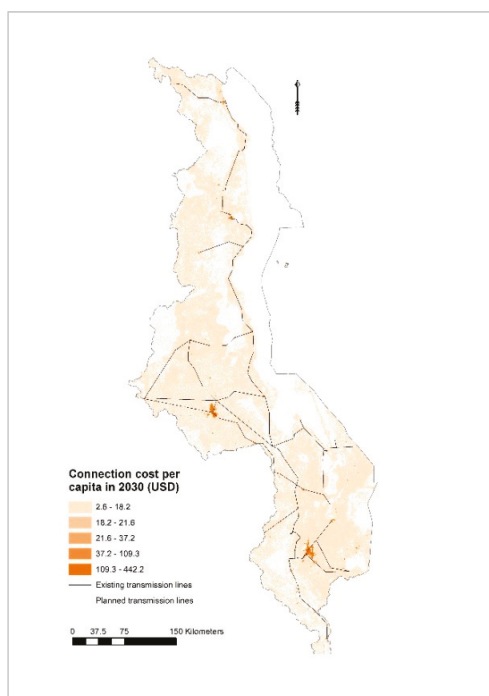 Connection cost per
capita in 2030 (USD)
2.6 - 18.2
18.2 - 21.6
21.6 - 37.2
37.2 - 109.3
109.3 - 442.2
Existing transmission lines
Planned transmission lines
0 37.5 75 150 Kilometers